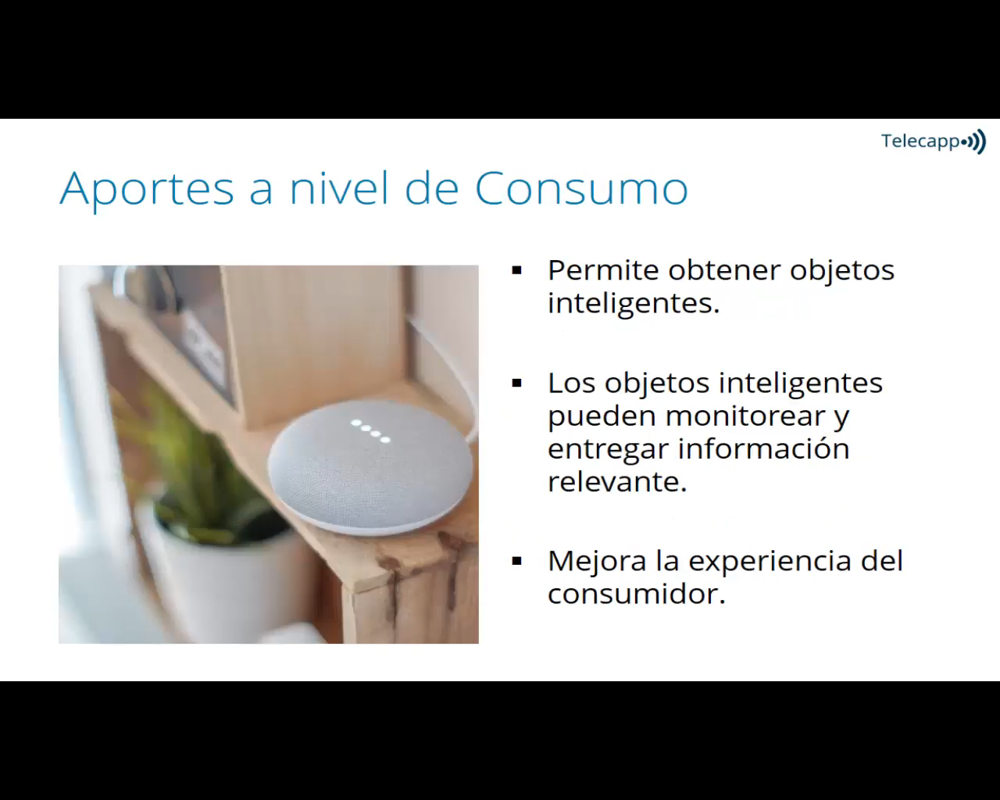 Telecapp
Aportes a nivel de Consumo
▪ Permite obtener objetos
inteligentes.
▪ Los objetos inteligentes
pueden monitorear y
entregar información
relevante.
▪ Mejora la experiencia del
consumidor.